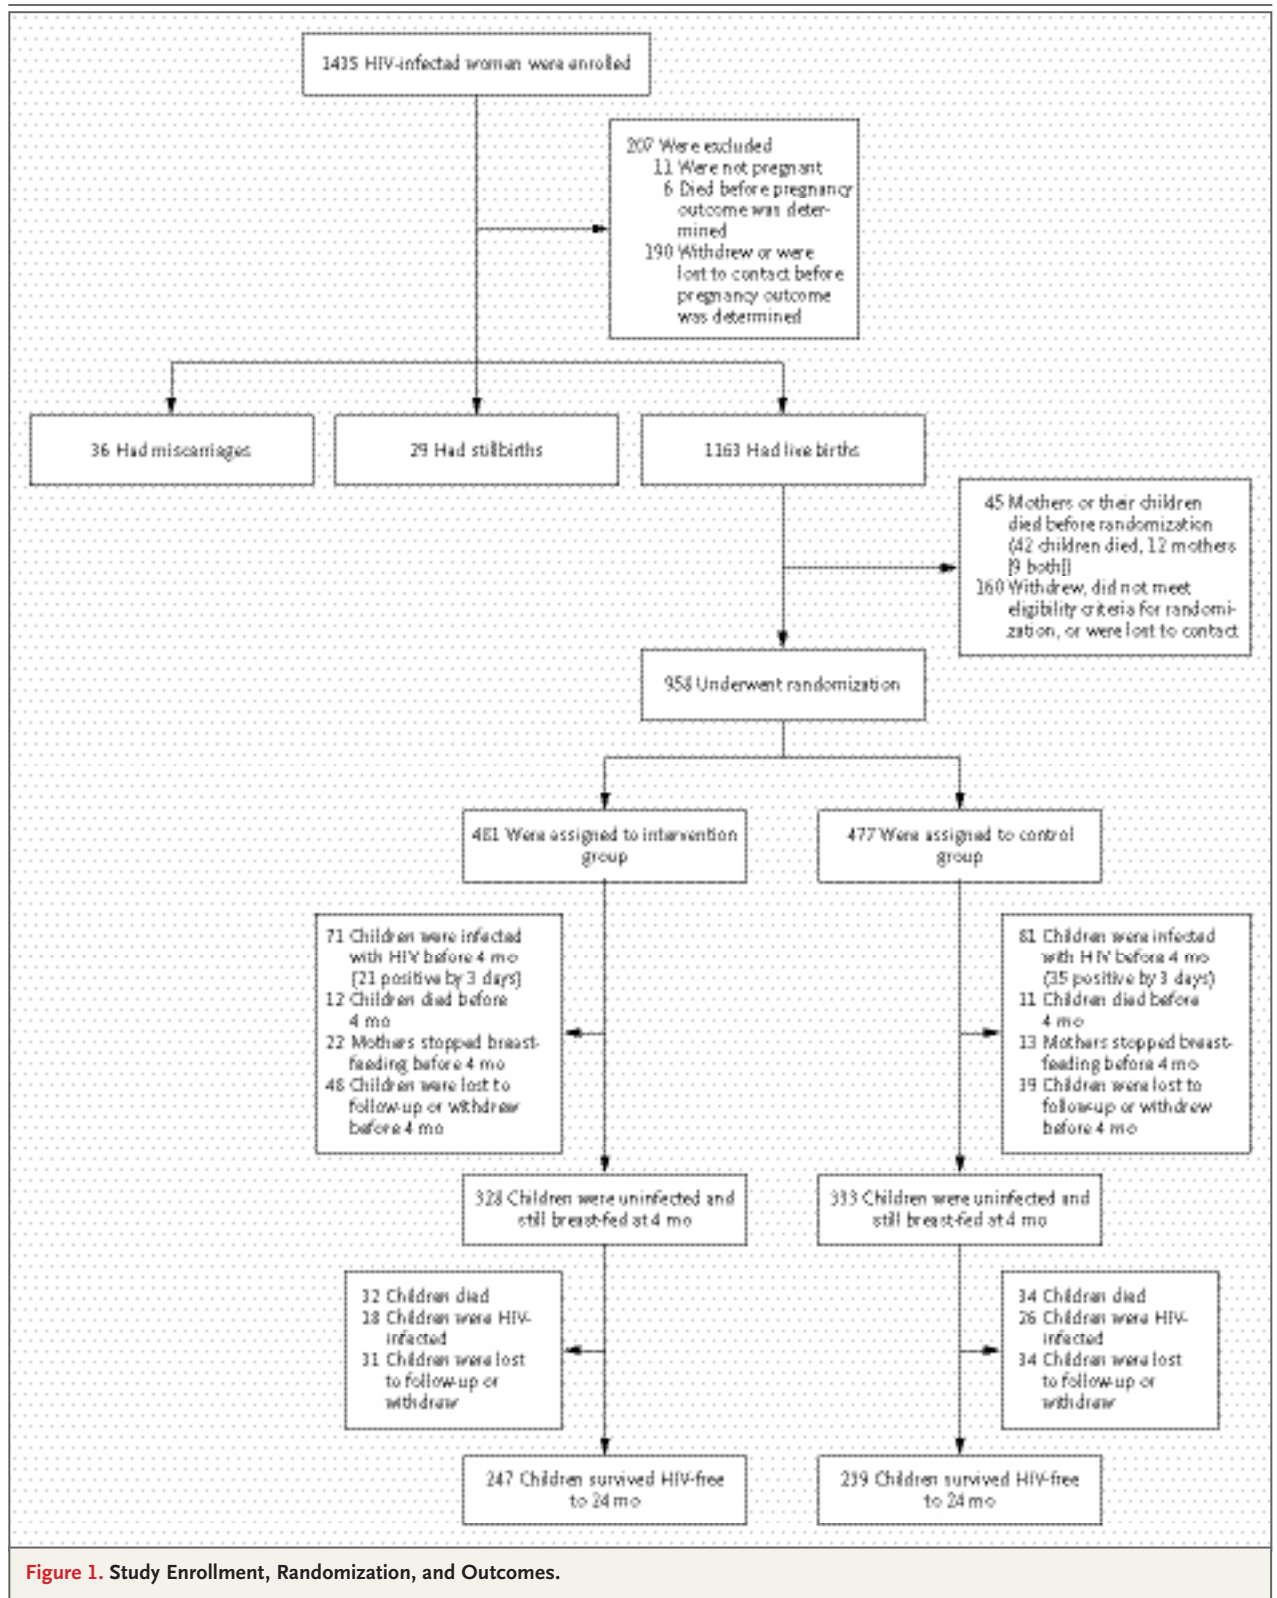 1435 HIV-infected women were enrolled
207 Were excluded
11 Were not pregnant
6 Died before pregnancy
outcome was deter-
mined
190 Withdrew or were
lost to contact before
pregnancy outcome
was determined
36 Had miscarriages
29 Had stillbirths
1163 Had live births
45 Mothers or their children
died before randomization
(42 children died, 12 mothers
[9 both])
160 Withdrew, did not meet
eligibility criteria for randomi-
zation, or were lost to contact
958 Underwent randomization
481 Were assigned to intervention
group
477 Were assigned to control
group
71 Children were infected
with HIV before 4 mo
(21 positive by 3 days)
12 Children died before
4 mo
22 Mothers stopped breast-
feeding before 4 mo
48 Children were lost to
follow-up or withdrew
before 4 mo
81 Children were infected
with HIV before 4 mo
(35 positive by 3 days)
11 Children died before
4 mo
13 Mothers stopped breast-
feeding before 4 mo
39 Children were lost to
follow-up or withdrew
before 4 mo
328 Children were uninfected and
still breast-fed at 4 mo
333 Children were uninfected and
still breast-fed at 4 mo
32 Children died
18 Children were HIV-
infected
31 Children were lost
to follow-up or
withdrew
34 Children died
26 Children were HIV-
infected
34 Children were lost
to follow-up or
withdrew
247 Children survived HIV-free
to 24 mo
239 Children survived HIV-free
to 24 mo
Figure 1. Study Enrollment, Randomization, and Outcomes.